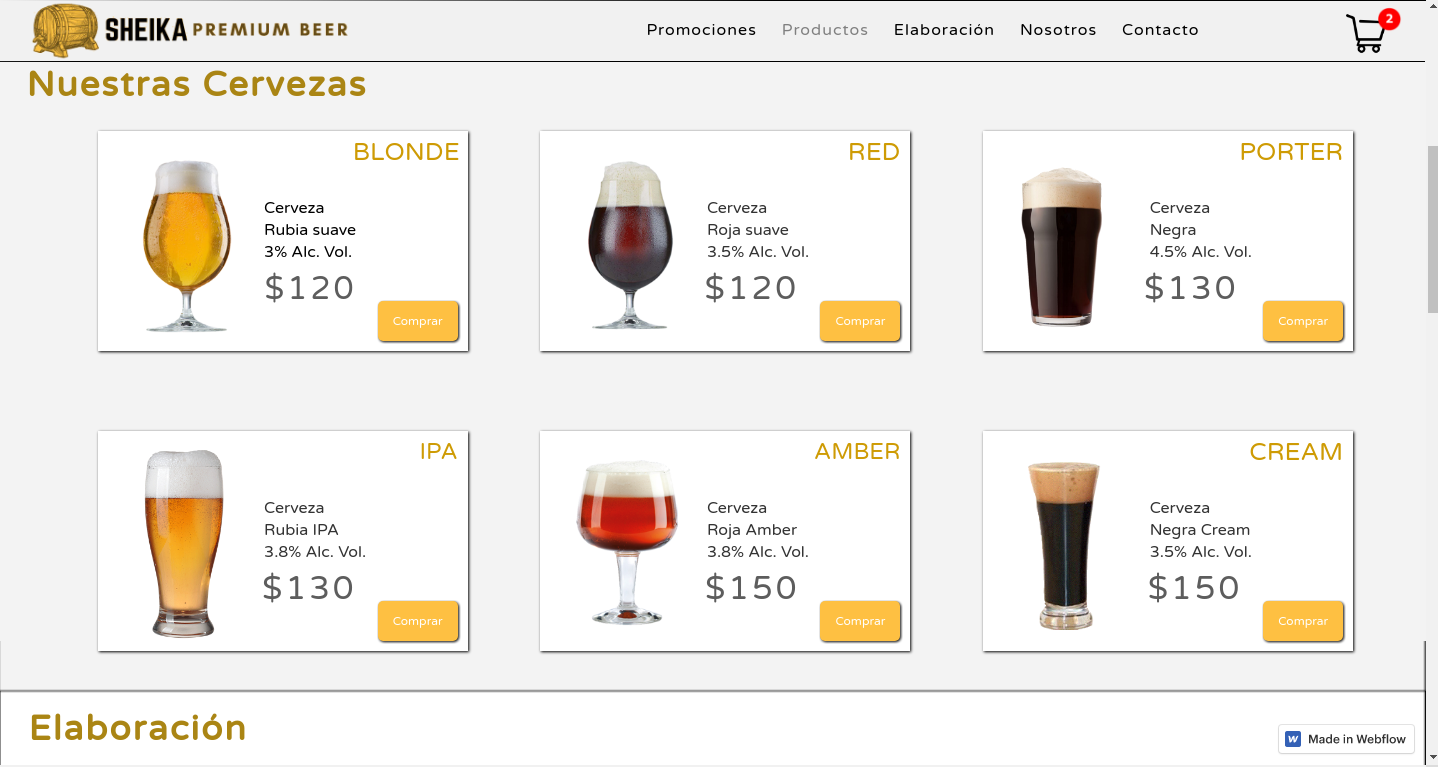 SHEIKA PREMIUM BEER
Promociones Productos Elaboración Nosotros Contacto
2
Nuestras Cervezas
BLONDE
Cerveza
Rubia suave
3% Alc. Vol.
$120
Comprar
RED
Cerveza
Roja suave
3.5% Alc. Vol.
$120
Comprar
PORTER
Cerveza
Negra
4.5% Alc. Vol.
$130
Comprar
IPA
Cerveza
Rubia IPA
3.8% Alc. Vol.
$130
Comprar
AMBER
Cerveza
Roja Amber
3.8% Alc. Vol.
$150
Comprar
CREAM
Cerveza
Negra Cream
3.5% Alc. Vol.
$150
Comprar
Elaboración
W Made in Webflow